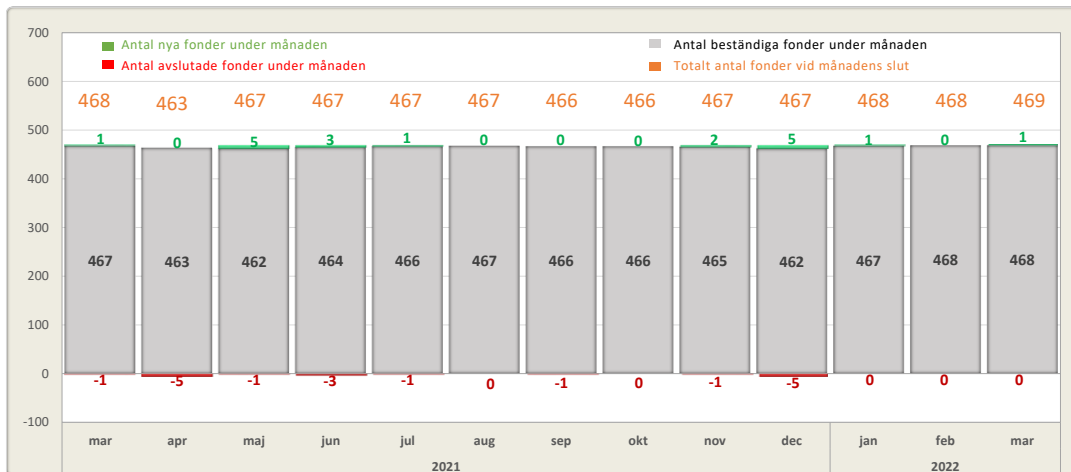 700
Antal nya fonder under månaden
Antal beständiga fonder under månaden
Antal avslutade fonder under månaden
Totalt antal fonder vid månadens slut
600
468 463 467 467 467 467 466 466 467 467 468 468 469
500
1 0 5 3 1 0 0 0 2 5 1 0 1
400
300
467 463 462 464 466 467 466 466 465 462 467 468 468
200
100
0
-1 -5 -1 -3 -1 0 -1 0 -1 -5 0 0 0
-100
mar apr maj jun jul aug sep okt nov dec jan feb mar
2021 2022